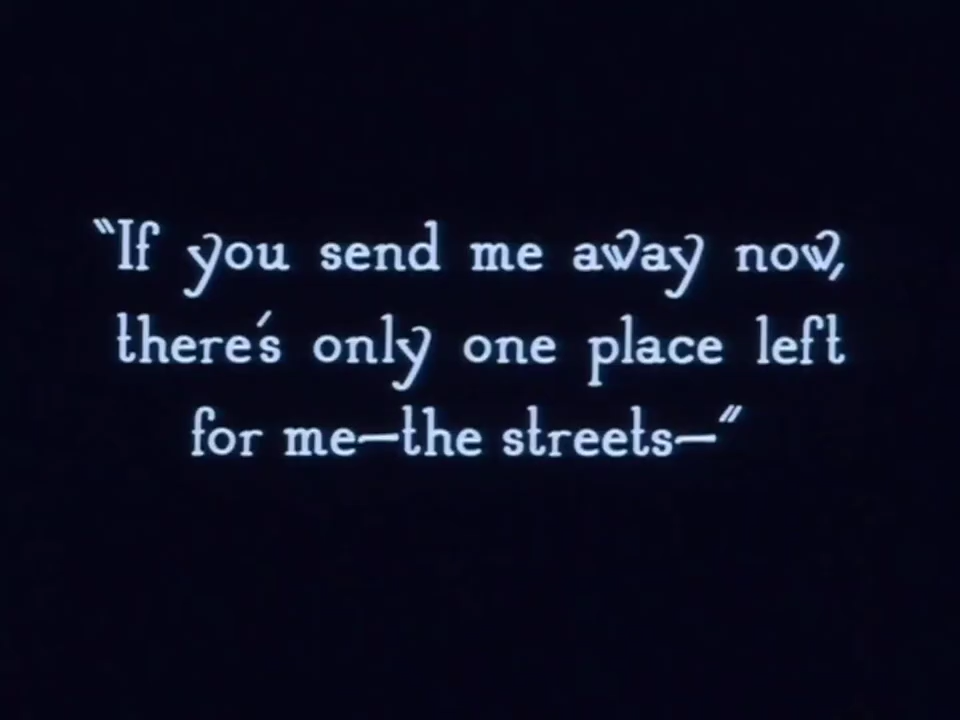 “If you send me away now,
there's only one place left
for me—the streets—”